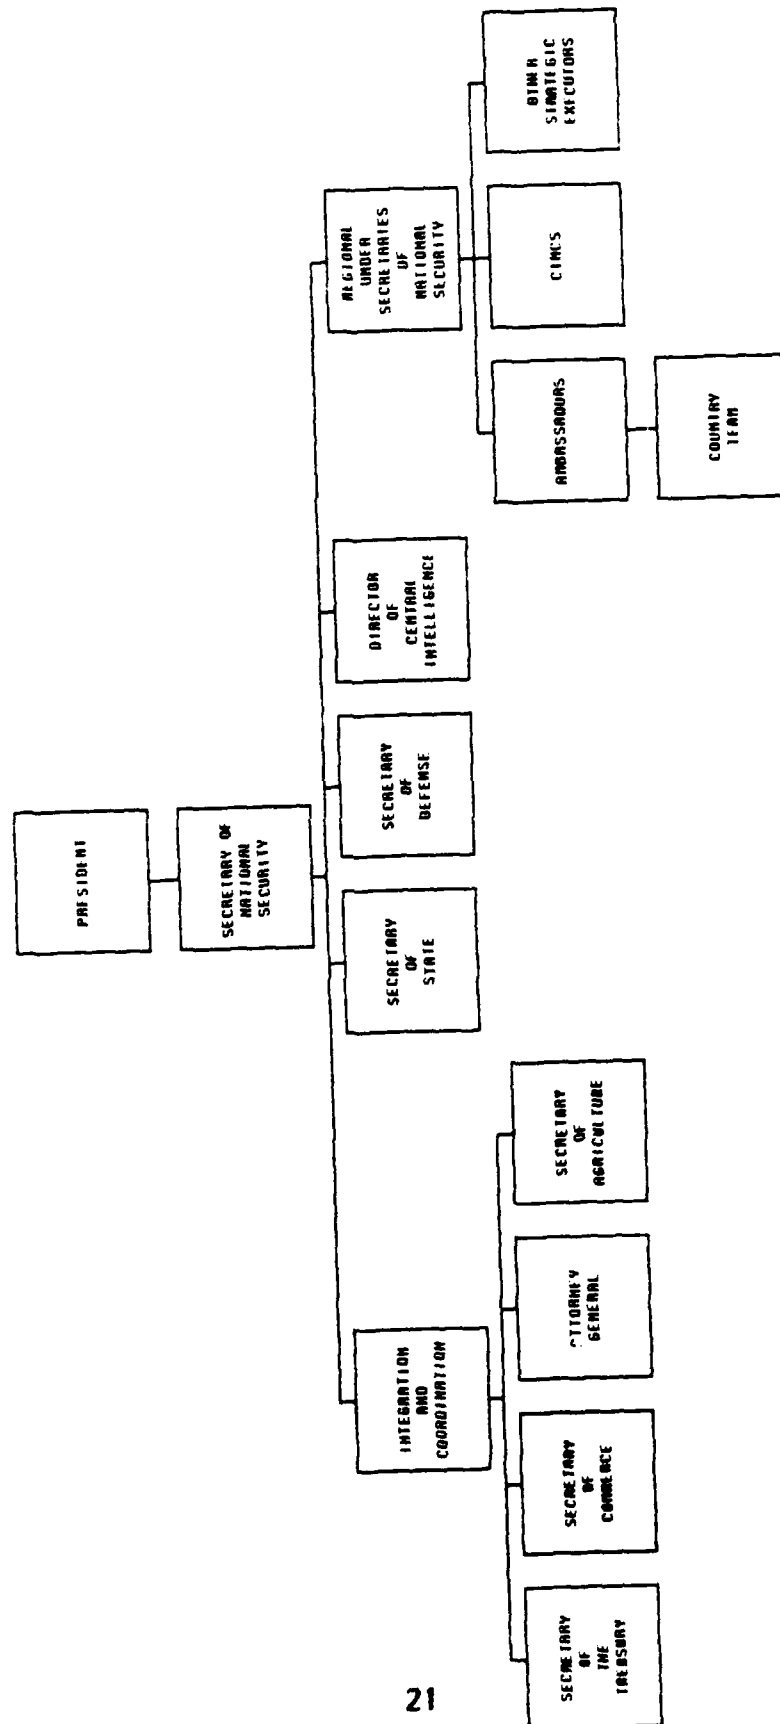 PRESIDENT
SECRETARY OF
NATIONAL
SECURITY
INTEGRATION
AND
COORDINATION
SECRETARY
OF
STATE
SECRETARY
OF
DEFENSE
DIRECTOR
OF
CENTRAL
INTELLIGENCE
REGIONAL
UNDER
SECRETARIES
OF
NATIONAL
SECURITY
SECRETARY
OF
THE
TREASURY
SECRETARY
OF
COMMERCE
ATTORNEY
GENERAL
SECRETARY
OF
AGRICULTURE
AMBASSADORS
CINCS
OTHER
STRATEGIC
EXECUTORS
COUNTRY
TEAM
21